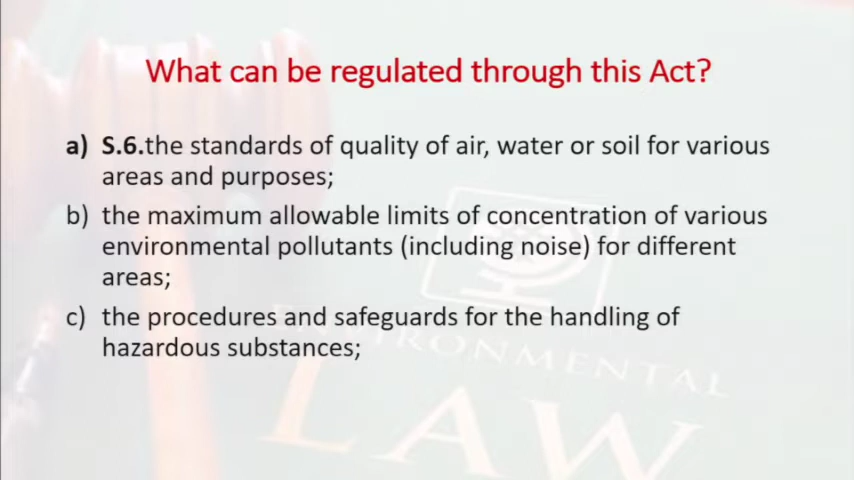 What can be regulated through this Act?
a) S.6.the standards of quality of air, water or soil for various
areas and purposes;
b) the maximum allowable limits of concentration of various
environmental pollutants (including noise) for different
areas;
c) the procedures and safeguards for the handling of
hazardous substances;
ENVIRONMENTAL
LAW